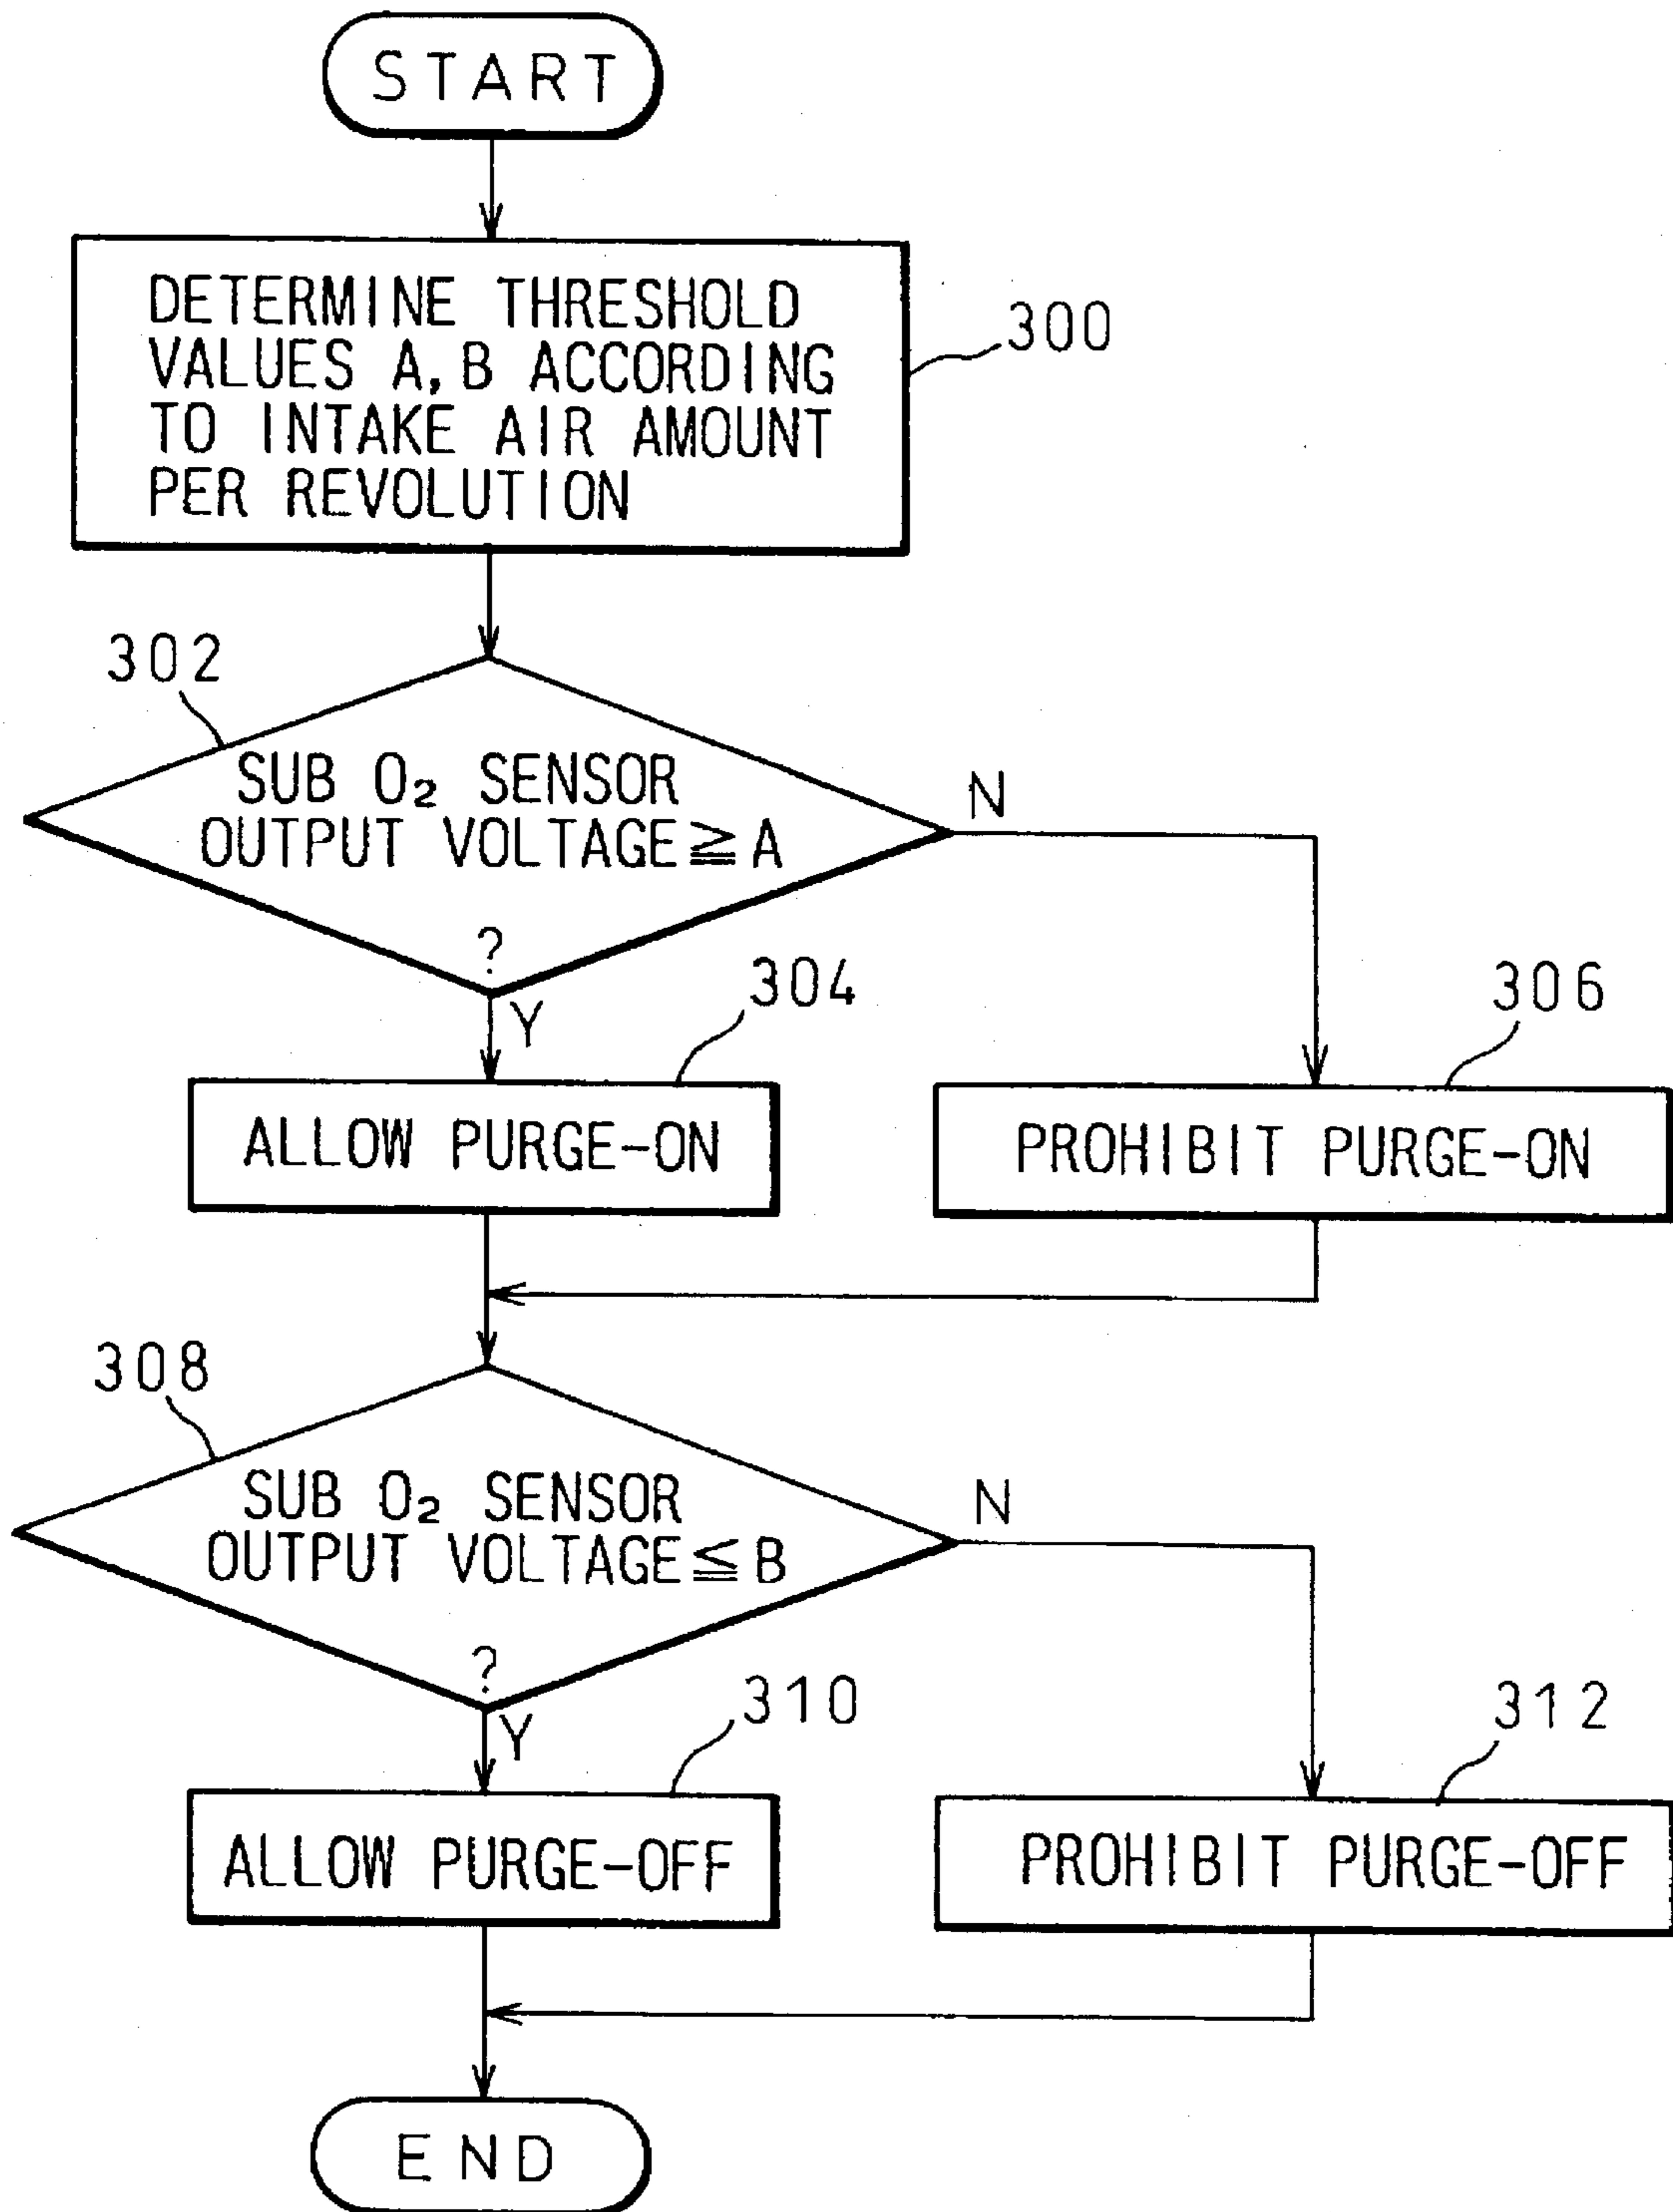 START
DETERMINE THRESHOLD
VALUES A, B ACCORDING
TO INTAKE AIR AMOUNT
PER REVOLUTION
300
302
SUB O₂ SENSOR
OUTPUT VOLTAGE ≧ A
?
N
Y
304
306
ALLOW PURGE-ON
PROHIBIT PURGE-ON
308
SUB O₂ SENSOR
OUTPUT VOLTAGE ≦ B
?
N
Y
310
312
ALLOW PURGE-OFF
PROHIBIT PURGE-OFF
END